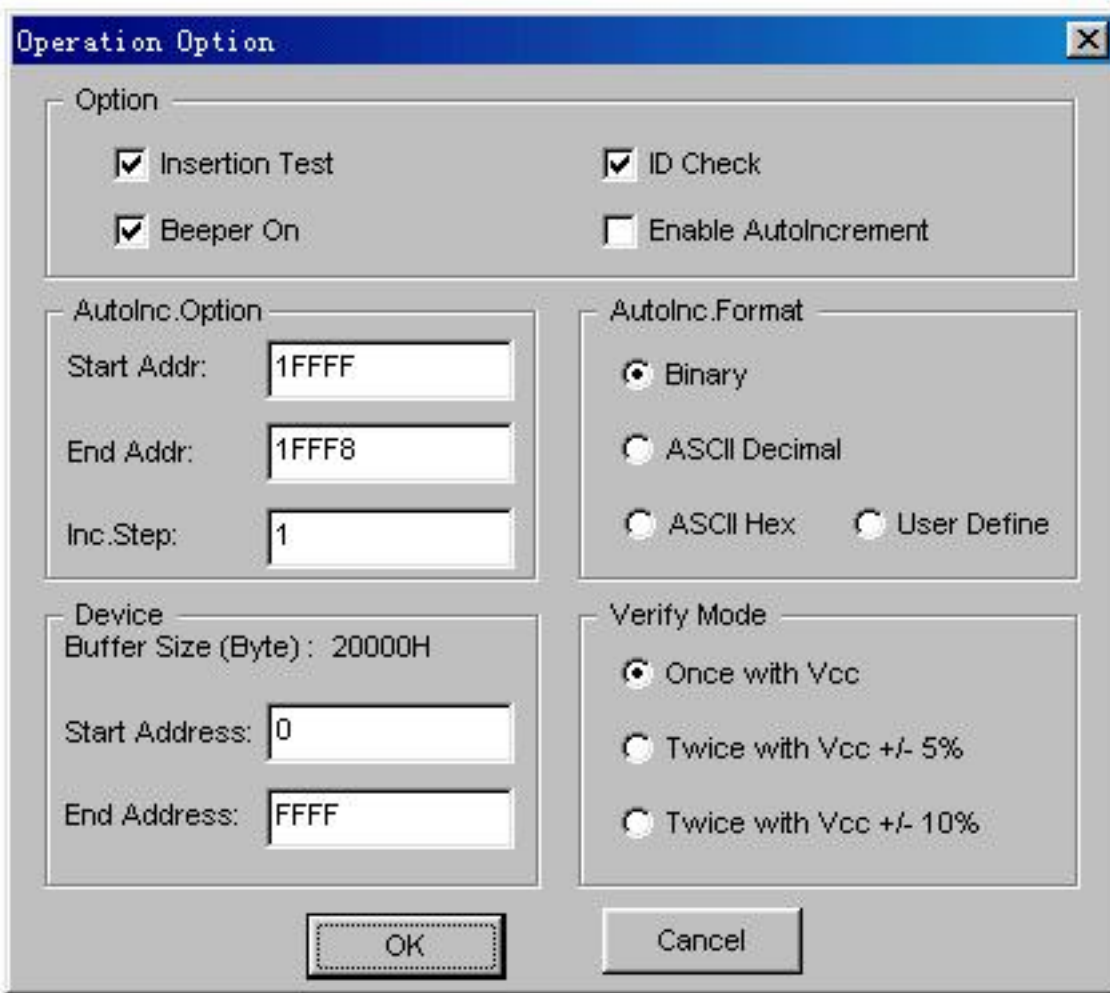 Operation Option
Option
Insertion Test
ID Check
Beeper On
Enable AutoIncrement
AutoInc.Option
Start Addr: 1FFFF
End Addr: 1FFF8
Inc.Step: 1
AutoInc.Format
Binary
ASCII Decimal
ASCII Hex
User Define
Device
Buffer Size (Byte) : 20000H
Start Address: 0
End Address: FFFF
Verify Mode
Once with Vcc
Twice with Vcc +/- 5%
Twice with Vcc +/- 10%
OK
Cancel